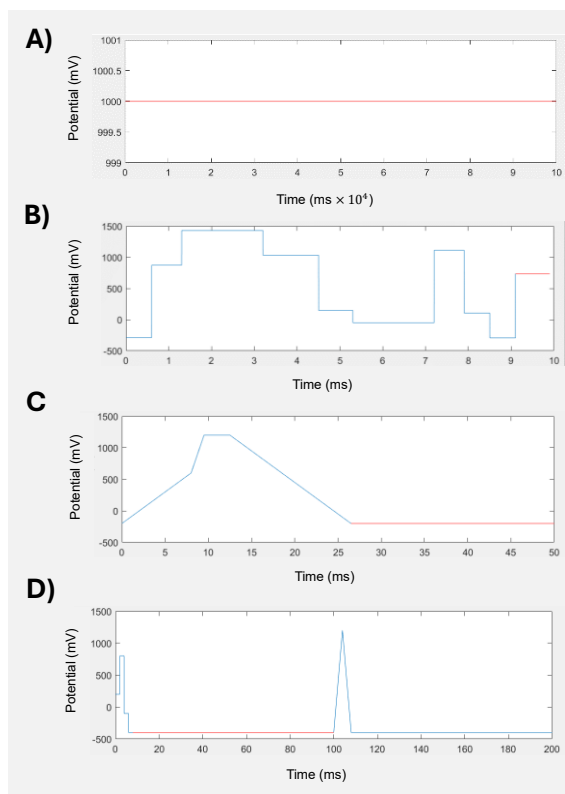 A)
Potential (mV)
1001
1000.5
1000
999.5
999
0 1 2 3 4 5 6 7 8 9 10
Time (ms × 10⁴)
B)
Potential (mV)
1500
1000
500
0
-500
0 1 2 3 4 5 6 7 8 9 10
Time (ms)
C
Potential (mV)
1500
1000
500
0
-500
0 5 10 15 20 25 30 35 40 45 50
Time (ms)
D)
Potential (mV)
1500
1000
500
0
-500
0 20 40 60 80 100 120 140 160 180 200
Time (ms)